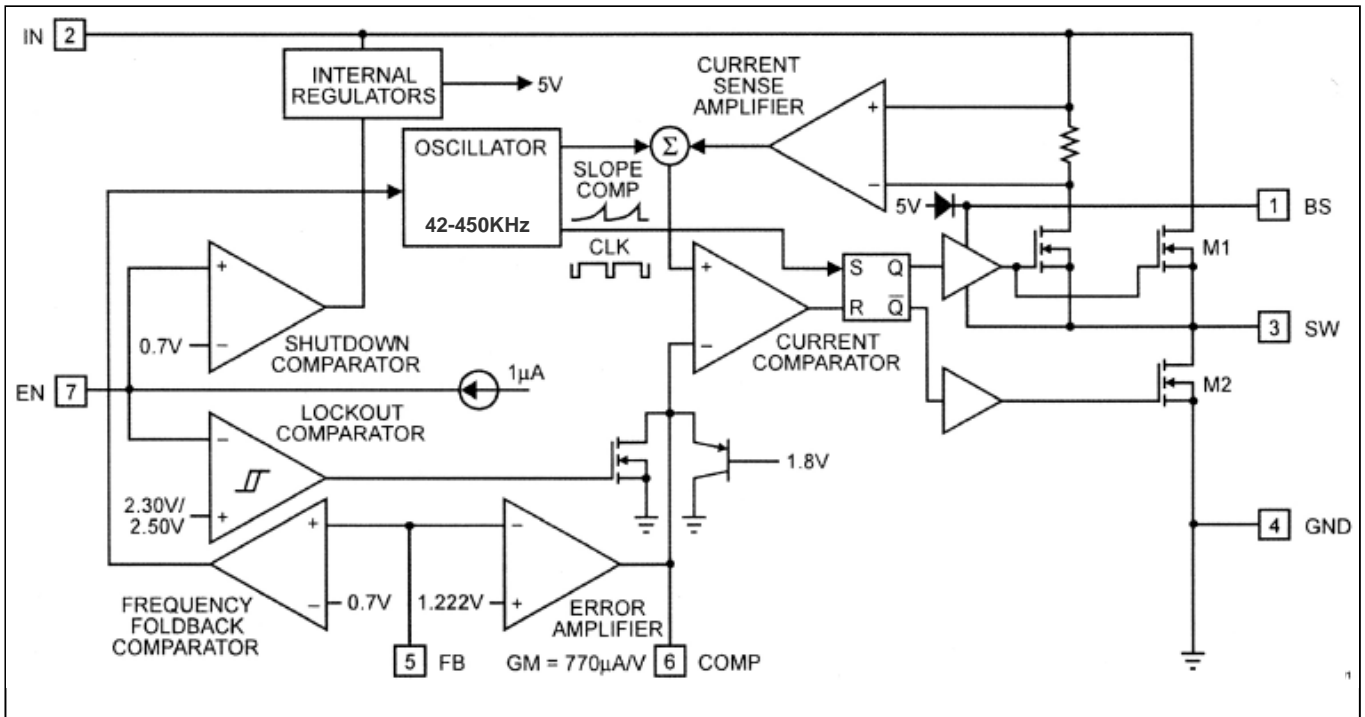 IN 2
INTERNAL
REGULATORS
5V
CURRENT
SENSE
AMPLIFIER
+
−
OSCILLATOR
42-450KHz
Σ
SLOPE
COMP
CLK
5V
1 BS
M1
+
−
0.7V
SHUTDOWN
COMPARATOR
+
−
CURRENT
COMPARATOR
S Q
R Q̅
3 SW
EN 7
1µA
LOCKOUT
COMPARATOR
M2
−
+
2.30V/
2.50V
1.8V
+
−
0.7V
FREQUENCY
FOLDBACK
COMPARATOR
−
+
1.222V
ERROR
AMPLIFIER
4 GND
5 FB
GM = 770µA/V
6 COMP